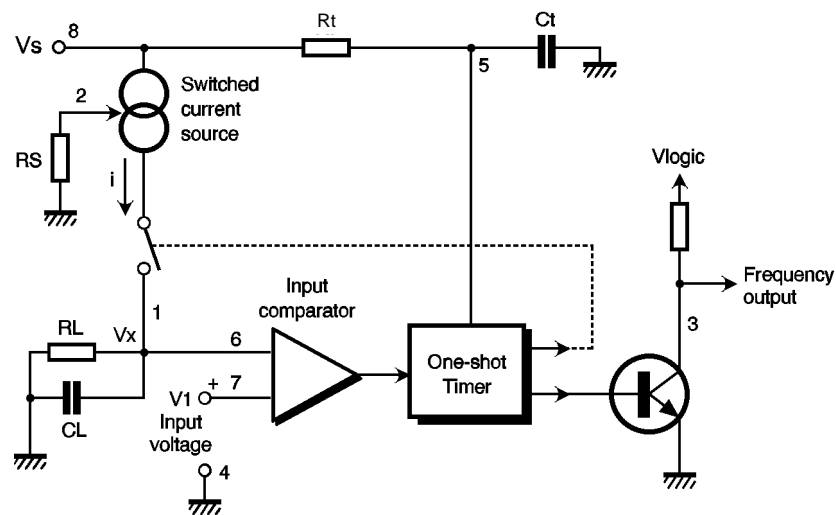 Vs
8
Rt
Ct
5
2
Switched
current
source
RS
i
Vlogic
Frequency
output
3
Input
comparator
1
RL
Vx
6
One-shot
Timer
7
+
V1
Input
voltage
CL
4